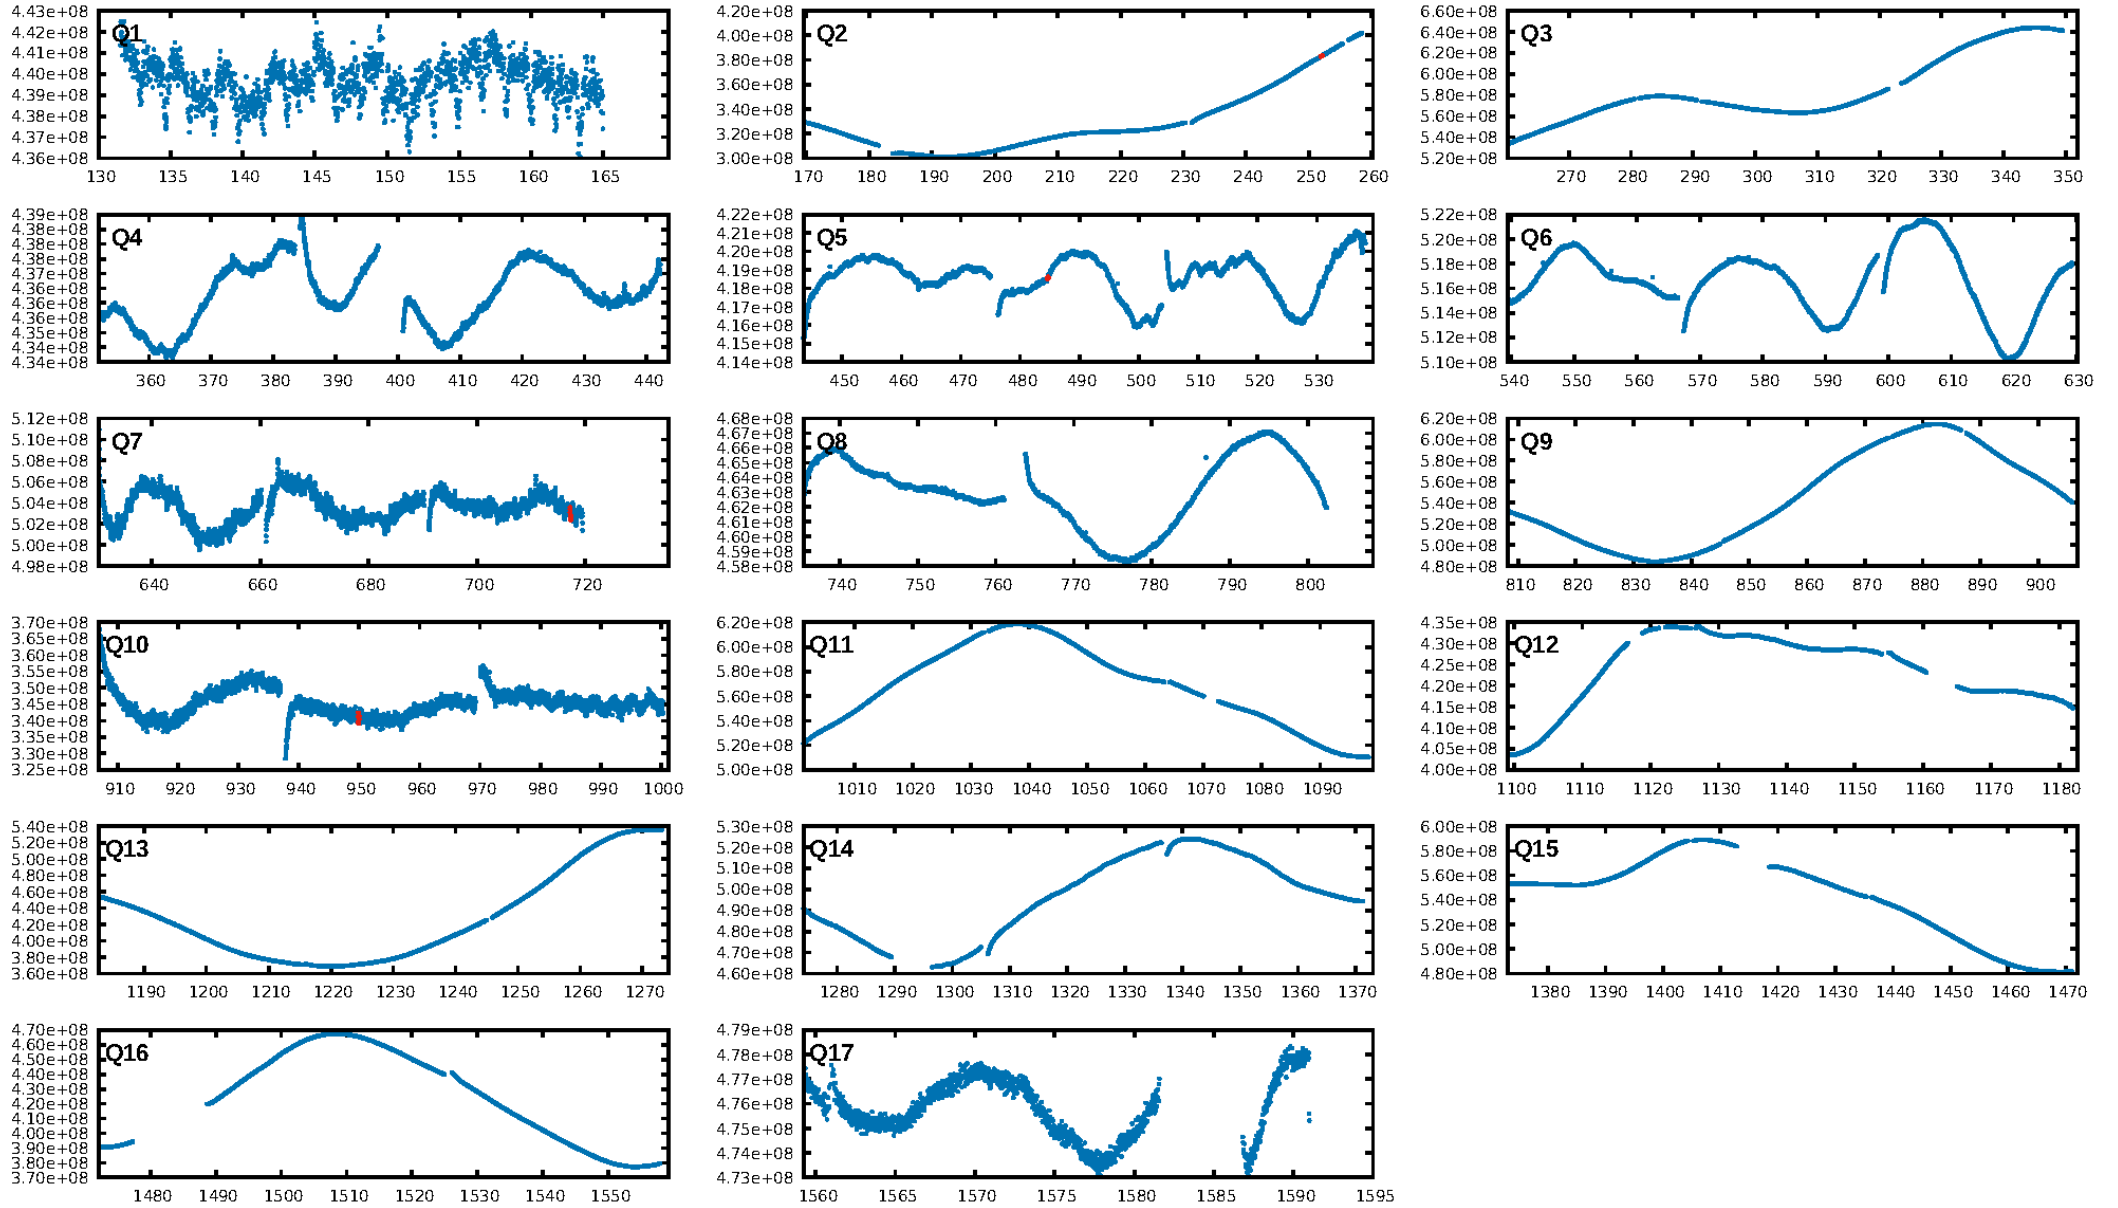 4.43e+08 4.42e+08 4.41e+08 4.40e+08 4.39e+08 4.38e+08 4.37e+08 4.36e+08
Q1
130 135 140 145 150 155 160 165
4.20e+08 4.00e+08 3.80e+08 3.60e+08 3.40e+08 3.20e+08 3.00e+08
Q2
170 180 190 200 210 220 230 240 250 260
6.60e+08 6.40e+08 6.20e+08 6.00e+08 5.80e+08 5.60e+08 5.40e+08 5.20e+08
Q3
270 280 290 300 310 320 330 340 350
4.39e+08 4.38e+08 4.38e+08 4.37e+08 4.37e+08 4.36e+08 4.36e+08 4.35e+08 4.35e+08 4.34e+08 4.34e+08
Q4
360 370 380 390 400 410 420 430 440
4.22e+08 4.21e+08 4.20e+08 4.19e+08 4.18e+08 4.17e+08 4.16e+08 4.15e+08 4.14e+08
Q5
450 460 470 480 490 500 510 520 530
5.22e+08 5.20e+08 5.18e+08 5.16e+08 5.14e+08 5.12e+08 5.10e+08
Q6
540 550 560 570 580 590 600 610 620 630
5.12e+08 5.10e+08 5.08e+08 5.06e+08 5.04e+08 5.02e+08 5.00e+08 4.98e+08
Q7
640 660 680 700 720
4.68e+08 4.67e+08 4.66e+08 4.65e+08 4.64e+08 4.63e+08 4.62e+08 4.61e+08 4.60e+08 4.59e+08 4.58e+08
Q8
740 750 760 770 780 790 800
6.20e+08 6.00e+08 5.80e+08 5.60e+08 5.40e+08 5.20e+08 5.00e+08 4.80e+08
Q9
810 820 830 840 850 860 870 880 890 900
3.70e+08 3.65e+08 3.60e+08 3.55e+08 3.50e+08 3.45e+08 3.40e+08 3.35e+08 3.30e+08 3.25e+08
Q10
910 920 930 940 950 960 970 980 990 1000
6.20e+08 6.00e+08 5.80e+08 5.60e+08 5.40e+08 5.20e+08 5.00e+08
Q11
1010 1020 1030 1040 1050 1060 1070 1080 1090
4.35e+08 4.30e+08 4.25e+08 4.20e+08 4.15e+08 4.10e+08 4.05e+08 4.00e+08
Q12
1100 1110 1120 1130 1140 1150 1160 1170 1180
5.40e+08 5.20e+08 5.00e+08 4.80e+08 4.60e+08 4.40e+08 4.20e+08 4.00e+08 3.80e+08 3.60e+08
Q13
1190 1200 1210 1220 1230 1240 1250 1260 1270
5.30e+08 5.20e+08 5.10e+08 5.00e+08 4.90e+08 4.80e+08 4.70e+08 4.60e+08
Q14
1280 1290 1300 1310 1320 1330 1340 1350 1360 1370
6.00e+08 5.80e+08 5.60e+08 5.40e+08 5.20e+08 5.00e+08 4.80e+08
Q15
1380 1390 1400 1410 1420 1430 1440 1450 1460 1470
4.70e+08 4.50e+08 4.40e+08 4.30e+08 4.20e+08 4.00e+08 3.90e+08 3.80e+08 3.70e+08
Q16
1480 1490 1500 1510 1520 1530 1540 1550
4.79e+08 4.78e+08 4.77e+08 4.76e+08 4.75e+08 4.74e+08 4.73e+08
Q17
1560 1565 1570 1575 1580 1585 1590 1595